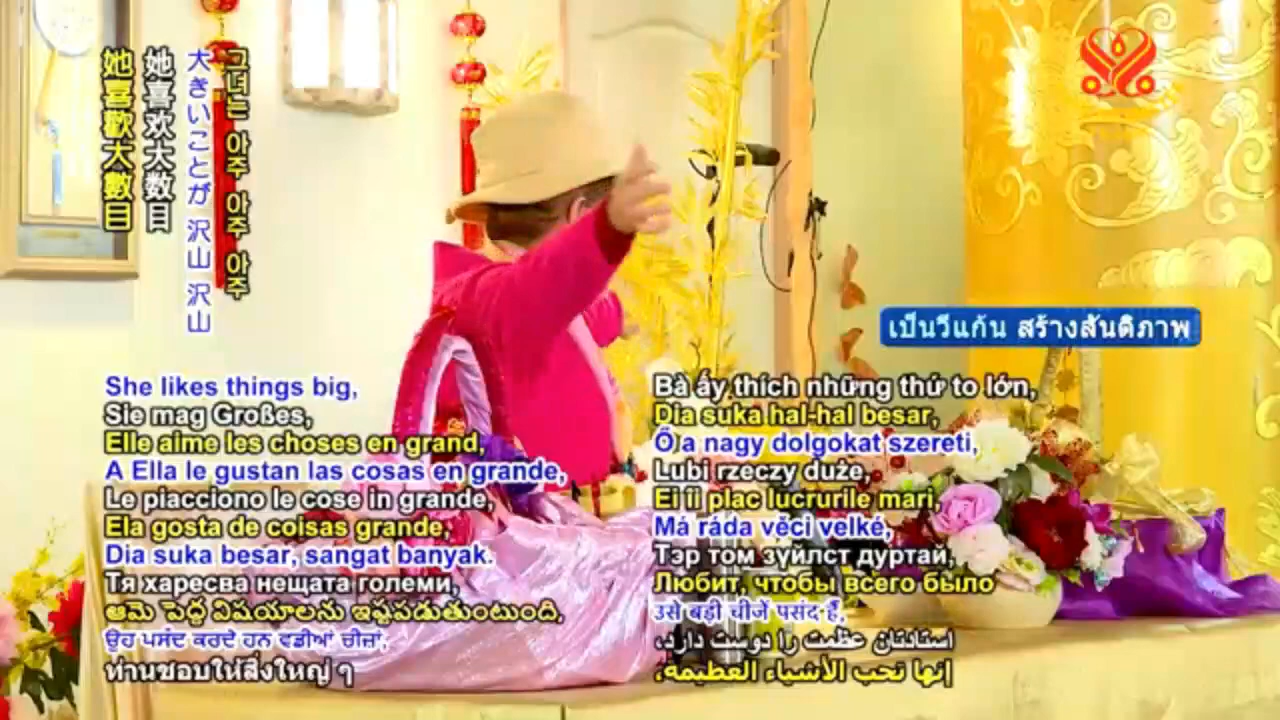 그녀는 아주 아주 아주
大きいことが 沢山 沢山
她喜欢大数目
她喜歡大數目
เป็นวีแก้น สร้างสันติภาพ
She likes things big,
Sie mag Großes,
Elle aime les choses en grand,
A Ella le gustan las cosas en grande,
Le piacciono le cose in grande,
Ela gosta de coisas grande,
Dia suka besar, sangat banyak.
Тя харесва нещата големи,
ఆమె పెద్ద విషయాలను ఇష్టపడుతుంటుంది.
ਉਹ ਪਸੰਦ ਕਰਦੇ ਹਨ ਵਡੀਆਂ ਚੀਜ਼ਾਂ,
ท่านชอบให้สิ่งใหญ่ ๆ
Bà ấy thích những thứ to lớn,
Dia suka hal-hal besar,
Ő a nagy dolgokat szereti,
Lubi rzeczy duże,
Ei îi plac lucrurile mari,
Má ráda věci velké,
Тэр том зүйлст дуртай,
Любит, чтобы всего было
उसे बड़ी चीजें पसंद हैं,
استادتان عظمت را دوست دارد،
إنها تحب الأشياء العظيمة،